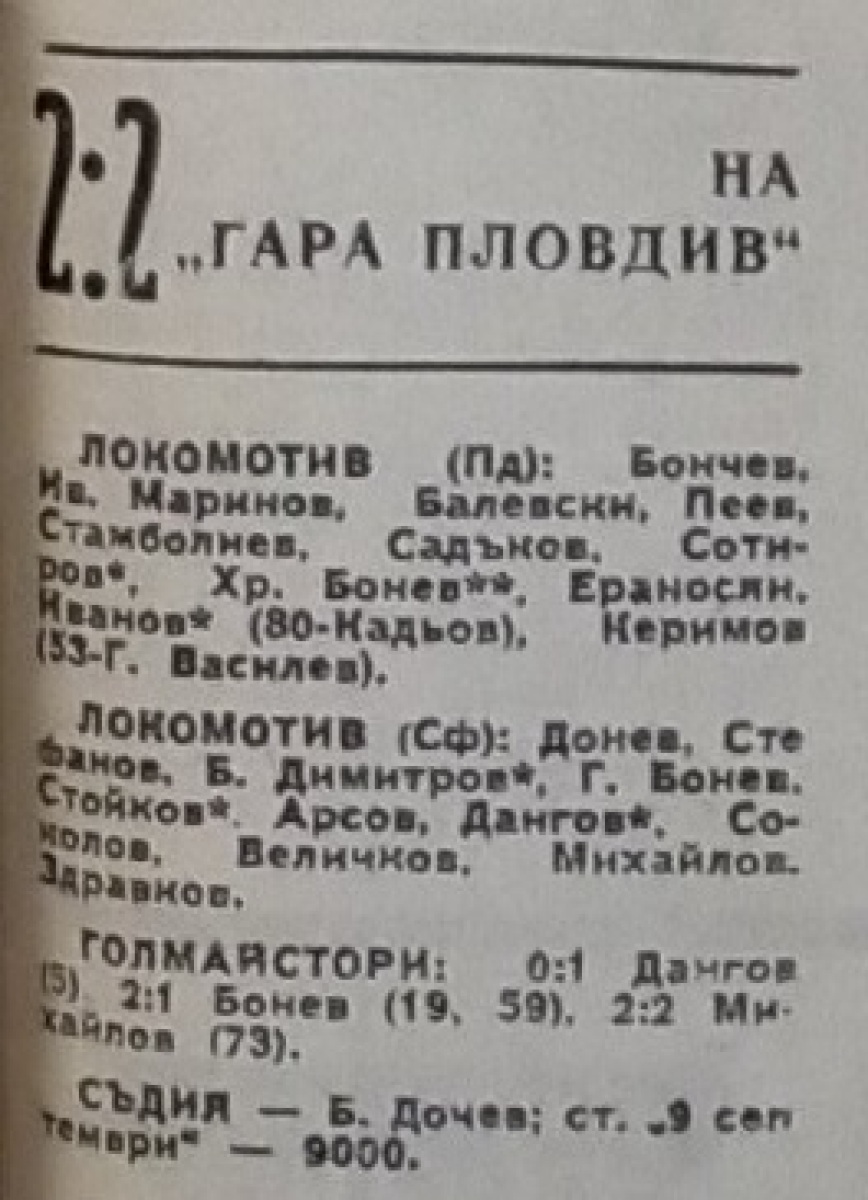 2:2
НА
„ГАРА ПЛОВДИВ“
ЛОКОМОТИВ (Пд): Бончев,
Ив. Маринов, Балевски, Пеев,
Стамболиев, Садъков, Соти-
ров*, Хр. Бонев**, Ераносян,
Иванов* (80-Кадьов), Керимов
(53-Г. Василев).
ЛОКОМОТИВ (Сф): Донев, Сте
фанов, Б. Димитров*, Г. Бонев,
Стойков*, Арсов, Дангов*, Со-
колов, Величков, Михайлов,
Здравков.
ГОЛМАЙСТОРИ: 0:1 Дангов
(5), 2:1 Бонев (19, 59), 2:2 Ми-
хайлов (73).
СЪДИЯ — Б. Дочев; ст. „9 сеп
тември“ — 9000.